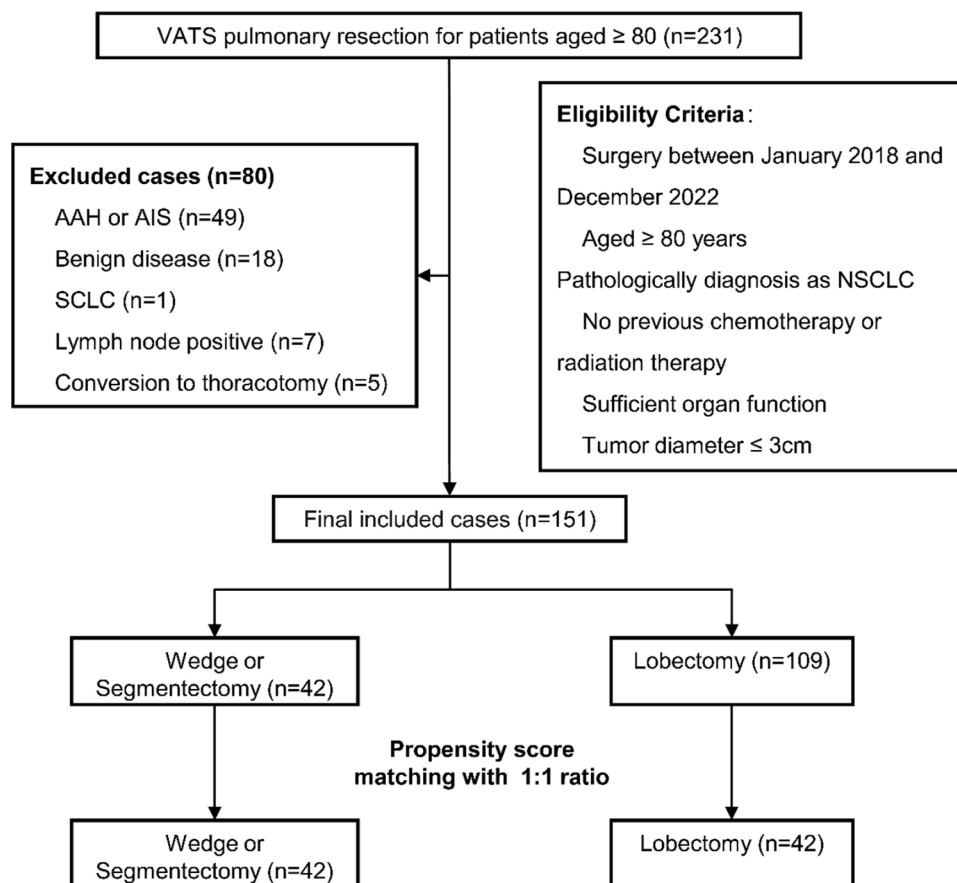 VATS pulmonary resection for patients aged ≥ 80 (n=231)
Excluded cases (n=80)
AAH or AIS (n=49)
Benign disease (n=18)
SCLC (n=1)
Lymph node positive (n=7)
Conversion to thoracotomy (n=5)
Eligibility Criteria:
Surgery between January 2018 and
December 2022
Aged ≥ 80 years
Pathologically diagnosis as NSCLC
No previous chemotherapy or
radiation therapy
Sufficient organ function
Tumor diameter ≤ 3cm
Final included cases (n=151)
Wedge or
Segmentectomy (n=42)
Lobectomy (n=109)
Propensity score
matching with 1:1 ratio
Wedge or
Segmentectomy (n=42)
Lobectomy (n=42)